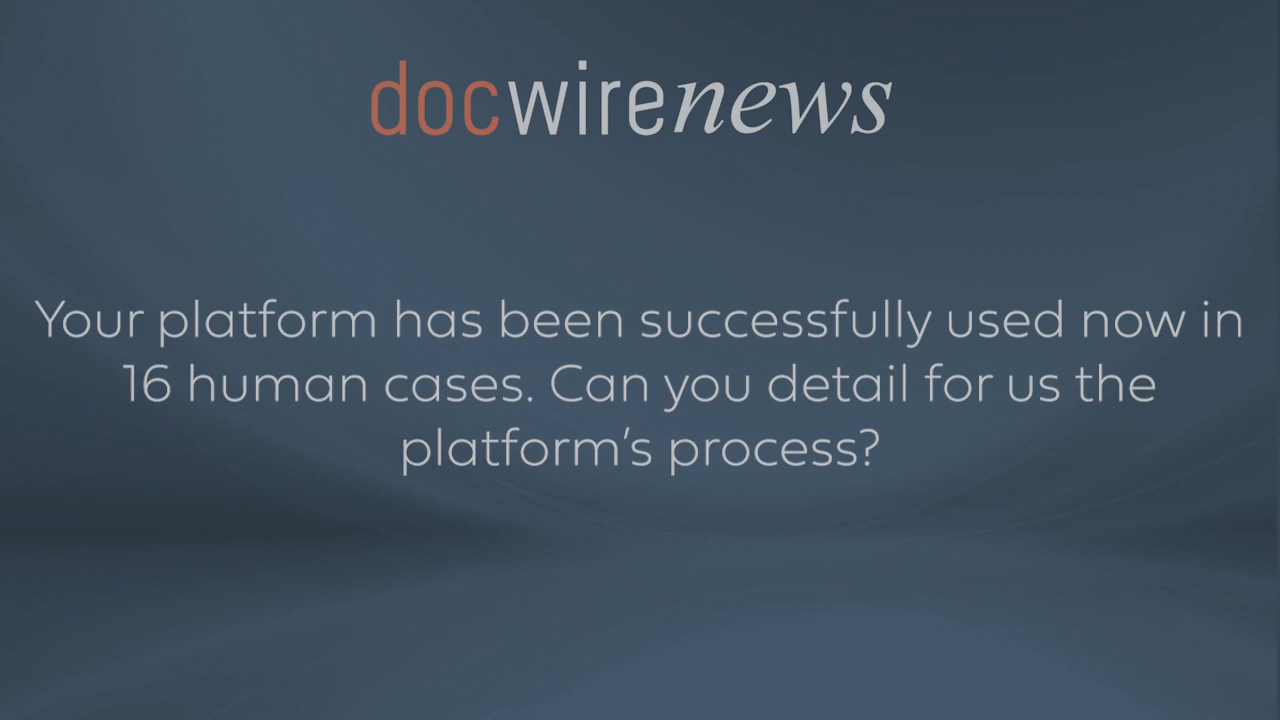 docwirenews
Your platform has been successfully used now in
16 human cases. Can you detail for us the
platform's process?